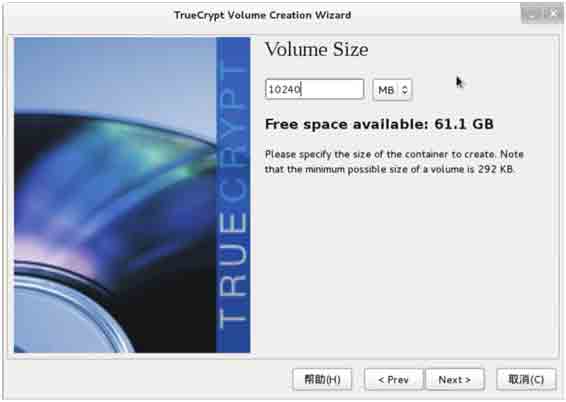 TrueCrypt Volume Creation Wizard
TRUECRYPT
Volume Size
10240
MB
Free space available: 61.1 GB
Please specify the size of the container to create. Note
that the minimum possible size of a volume is 292 KB.
帮助(H)
< Prev
Next >
取消(C)